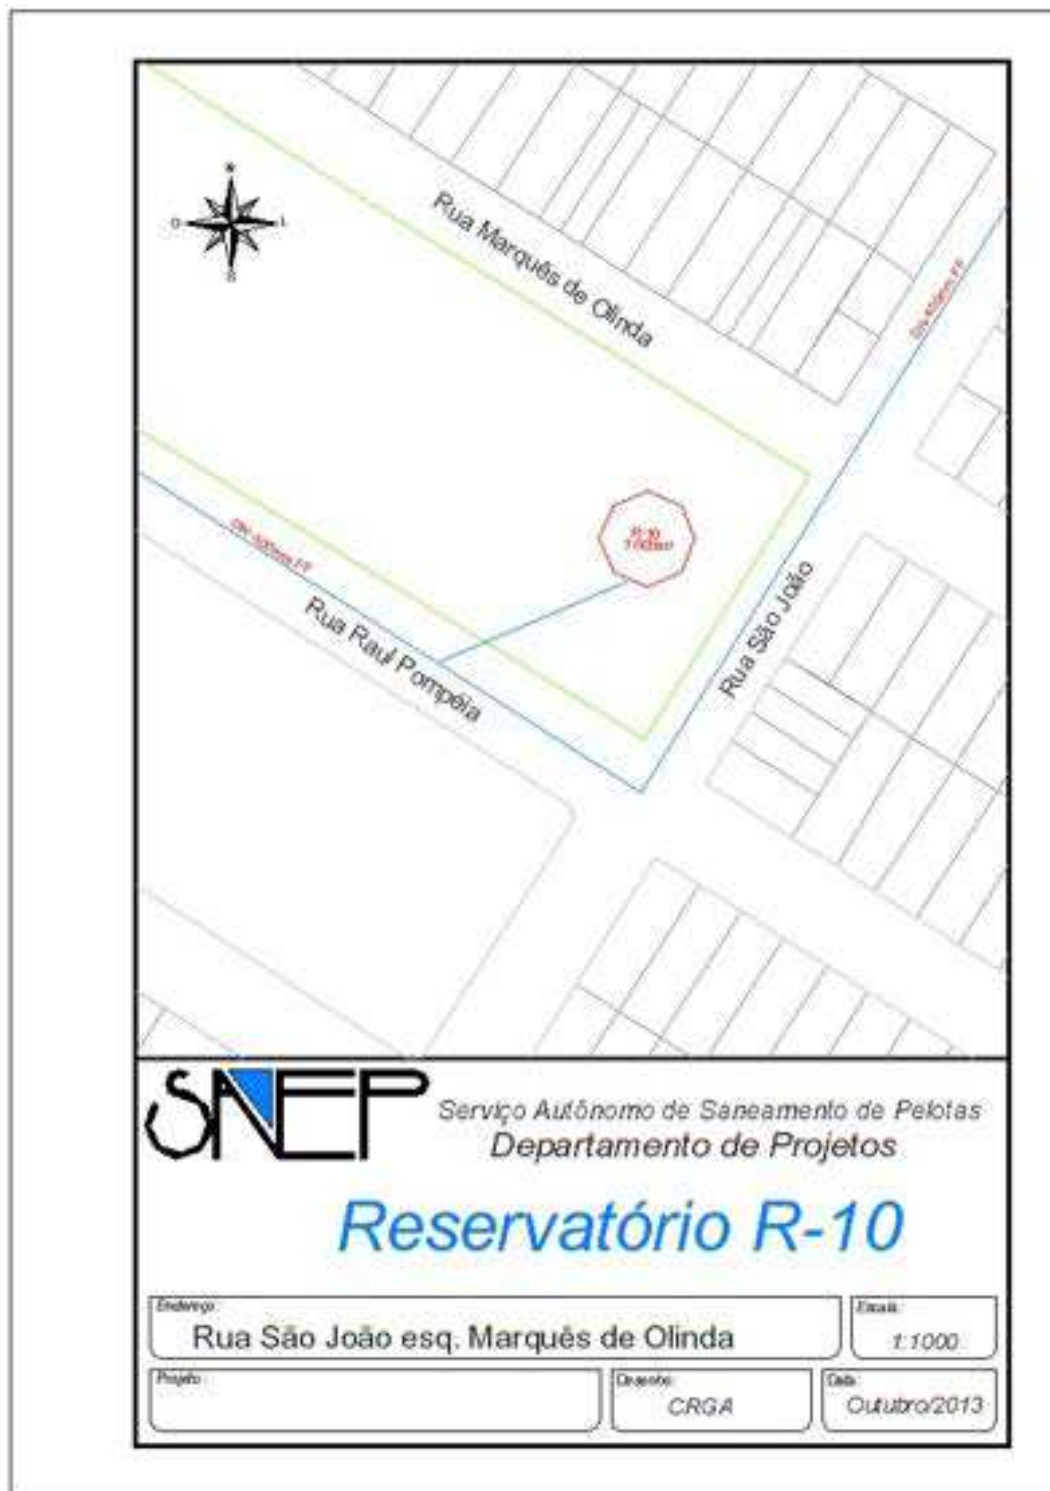 Rua Marquês de Olinda
O
L
S
R-10
Rua São João
Rua Raul Pompéia
SANEP
Serviço Autônomo de Saneamento de Pelotas
Departamento de Projetos
Reservatório R-10
Endereço:
Rua São João esq. Marquês de Olinda
Escala:
1:1000
Projeto:
Desenho:
CRGA
Data:
Outubro/2013